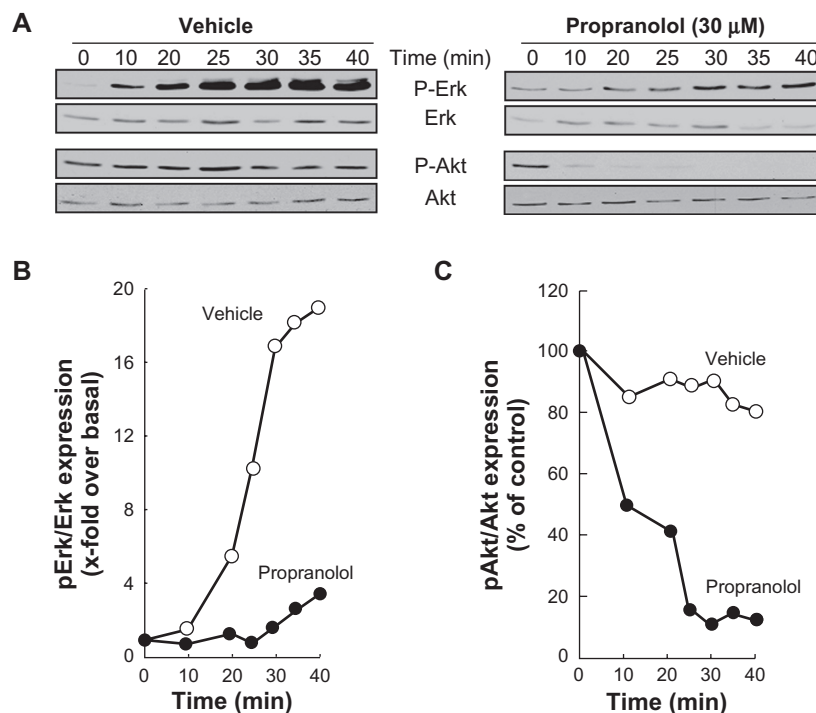 A
Vehicle
Propranolol (30 μM)
0 10 20 25 30 35 40
Time (min)
0 10 20 25 30 35 40
P-Erk
Erk
P-Akt
Akt
B
20
16
12
8
4
0
pErk/Erk expression
(x-fold over basal)
Vehicle
Propranolol
0 10 20 30 40
Time (min)
C
120
100
80
60
40
20
0
pAkt/Akt expression
(% of control)
Vehicle
Propranolol
0 10 20 30 40
Time (min)